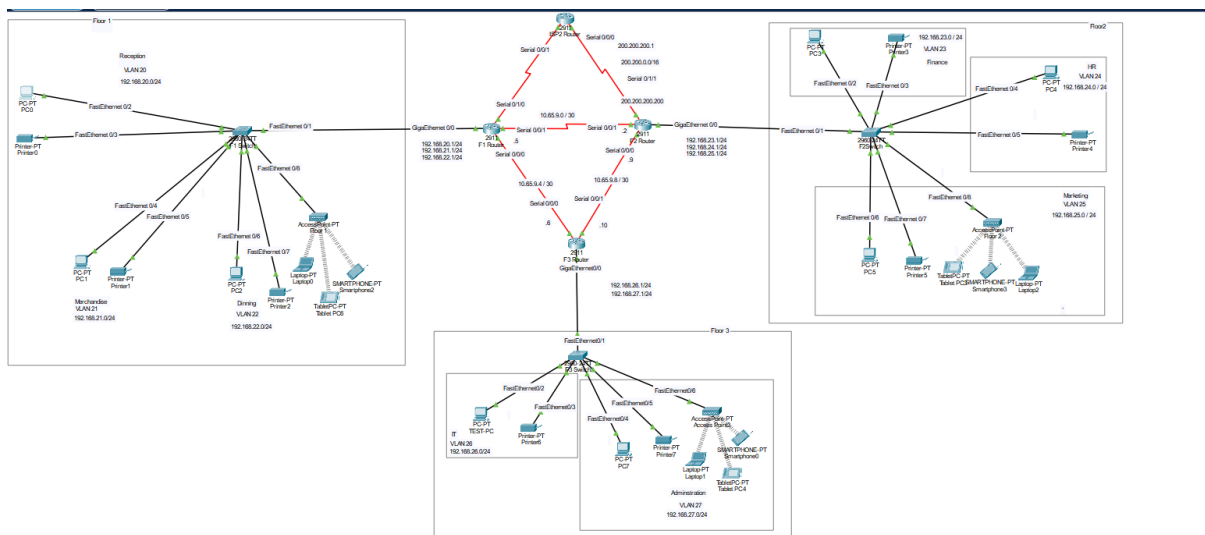 Floor 1
Reception
VLAN 20
192.168.20.0/24
PC-PT
PC0
FastEthernet 0/2
FastEthernet 0/3
Printer-PT
Printer0
FastEthernet 0/1
F1 Switch
FastEthernet 0/6
FastEthernet 0/4
FastEthernet 0/5
FastEthernet 0/6
FastEthernet 0/7
AccessPoint-PT
Floor 1
PC-PT
PC1
Printer-PT
Printer1
PC-PT
PC2
Printer-PT
Printer2
Laptop-PT
Laptop0
SMARTPHONE-PT
Smartphone2
TabletPC-PT
Tablet PC6
Merchandise
VLAN 21
192.168.21.0/24
Dinning
VLAN 22
192.168.22.0/24
2911
ISP2 Router
Serial 0/0/0
Serial 0/0/1
200.200.200.1
200.200.0.0/16
Serial 0/1/1
200.200.200.200
Serial 0/1/0
10.65.9.0 / 30
GigaEthernet 0/0
Serial 0/0/1
Serial 0/0/1
.2
.5
2911
F1 Router
2911
F2 Router
GigaEthernet 0/0
192.168.20.1/24
192.168.21.1/24
192.168.22.1/24
192.168.23.1/24
192.168.24.1/24
192.168.25.1/24
Serial 0/0/0
Serial 0/0/0
.9
10.65.9.4 / 30
10.65.9.8 / 30
Serial 0/0/0
Serial 0/0/1
.6
.10
2911
F3 Router
GigaEthernet0/0
192.168.26.1/24
192.168.27.1/24
Floor 3
FastEthernet0/1
F3 Switch
FastEthernet0/2
FastEthernet0/3
FastEthernet0/4
FastEthernet0/5
FastEthernet0/6
PC-PT
TEST-PC
Printer-PT
Printer6
IT
VLAN 26
192.168.26.0/24
PC-PT
PC7
Printer-PT
Printer7
AccessPoint-PT
SMARTPHONE-PT
Smartphone0
Laptop-PT
Laptop1
TabletPC-PT
Tablet PC4
Adminstration
VLAN 27
192.168.27.0/24
Floor2
192.168.23.0 / 24
VLAN 23
Finance
PC-PT
PC3
Printer-PT
Printer3
FastEthernet 0/2
FastEthernet 0/3
HR
VLAN 24
192.168.24.0/ 24
PC-PT
PC4
FastEthernet 0/4
FastEthernet 0/1
FastEthernet 0/5
Printer-PT
Printer4
Marketing
VLAN 25
192.168.25.0 / 24
FastEthernet 0/6
FastEthernet 0/7
FastEthernet 0/8
AccessPoint-PT
Floor 2
PC-PT
PC5
Printer-PT
Printer5
TabletPC-PT
SMARTPHONE-PT
Smartphone3
Laptop-PT
Laptop2